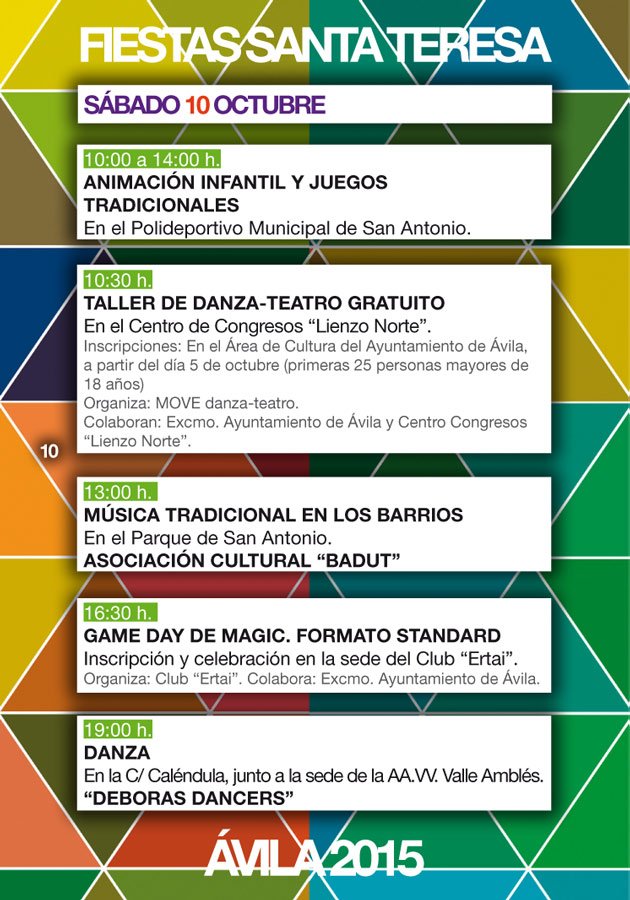 FIESTAS SANTA TERESA
SÁBADO 10 OCTUBRE
10:00 a 14:00 h.
ANIMACIÓN INFANTIL Y JUEGOS
TRADICIONALES
En el Polideportivo Municipal de San Antonio.
10:30 h.
TALLER DE DANZA-TEATRO GRATUITO
En el Centro de Congresos “Lienzo Norte”.
Inscripciones: En el Área de Cultura del Ayuntamiento de Ávila,
a partir del día 5 de octubre (primeras 25 personas mayores de
18 años)
Organiza: MOVE danza-teatro.
Colaboran: Excmo. Ayuntamiento de Ávila y Centro Congresos
“Lienzo Norte”.
10
13:00 h.
MÚSICA TRADICIONAL EN LOS BARRIOS
En el Parque de San Antonio.
ASOCIACIÓN CULTURAL “BADUT”
16:30 h.
GAME DAY DE MAGIC. FORMATO STANDARD
Inscripción y celebración en la sede del Club “Ertai”.
Organiza: Club “Ertai”. Colabora: Excmo. Ayuntamiento de Ávila.
19:00 h.
DANZA
En la C/ Caléndula, junto a la sede de la AA.VV. Valle Amblés.
“DEBORAS DANCERS”
ÁVILA 2015